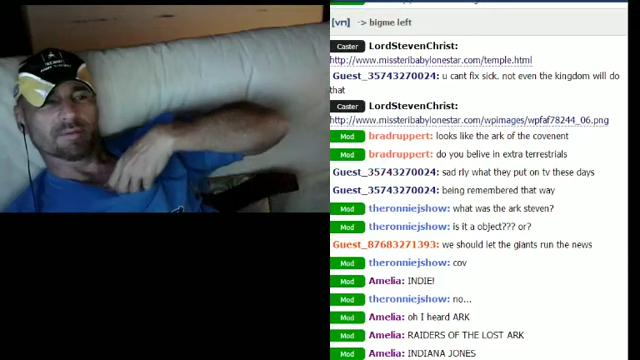 [vn] -> bigme left
Caster LordStevenChrist:
http://www.missteribabylonestar.com/temple.html
Guest_35743270024: u cant fix sick. not even the kingdom will do
that
Caster LordStevenChrist:
http://www.missteribabylonestar.com/wpimages/wpfaf78244_06.png
Mod bradruppert: looks like the ark of the covenent
Mod bradruppert: do you belive in extra terrestrials
Guest_35743270024: sad rly what they put on tv these days
Guest_35743270024: being remembered that way
Mod theronniejshow: what was the ark steven?
Mod theronniejshow: is it a object??? or?
Guest_87683271393: we should let the giants run the news
Mod theronniejshow: cov
Mod Amelia: INDIE!
Mod theronniejshow: no...
Mod Amelia: oh I heard ARK
Mod Amelia: RAIDERS OF THE LOST ARK
Mod Amelia: INDIANA JONES